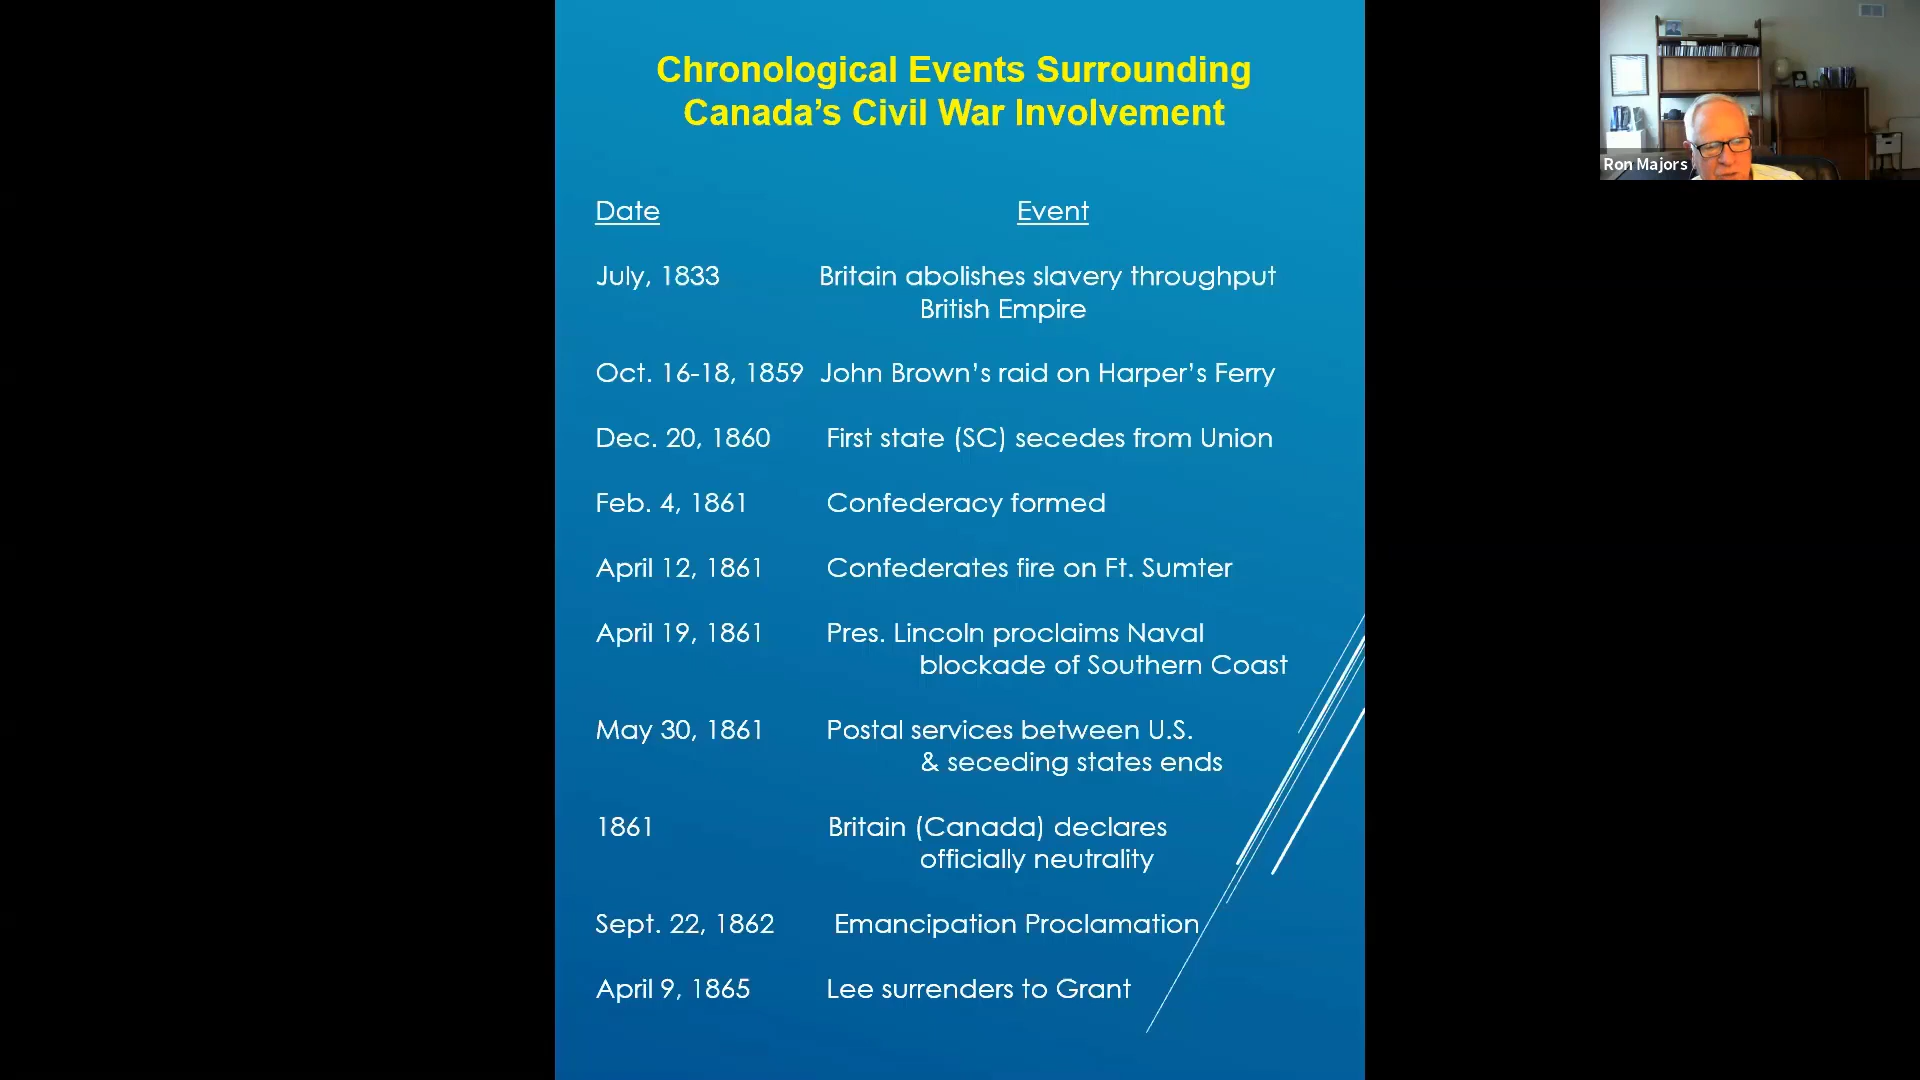 Chronological Events Surrounding
Canada's Civil War Involvement
Date Event
July, 1833 Britain abolishes slavery throughput
British Empire
Oct. 16-18, 1859 John Brown's raid on Harper's Ferry
Dec. 20, 1860 First state (SC) secedes from Union
Feb. 4, 1861 Confederacy formed
April 12, 1861 Confederates fire on Ft. Sumter
April 19, 1861 Pres. Lincoln proclaims Naval
blockade of Southern Coast
May 30, 1861 Postal services between U.S.
& seceding states ends
1861 Britain (Canada) declares
officially neutrality
Sept. 22, 1862 Emancipation Proclamation
April 9, 1865 Lee surrenders to Grant
Ron Majors